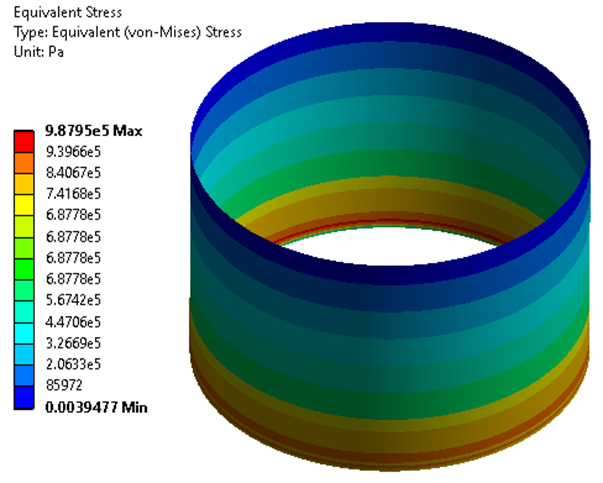 Equivalent Stress
Type: Equivalent (von-Mises) Stress
Unit: Pa
9.8795e5 Max
9.3966e5
8.4067e5
7.4168e5
6.8778e5
6.8778e5
6.8778e5
6.8778e5
5.6742e5
4.4706e5
3.2669e5
2.0633e5
85972
0.0039477 Min